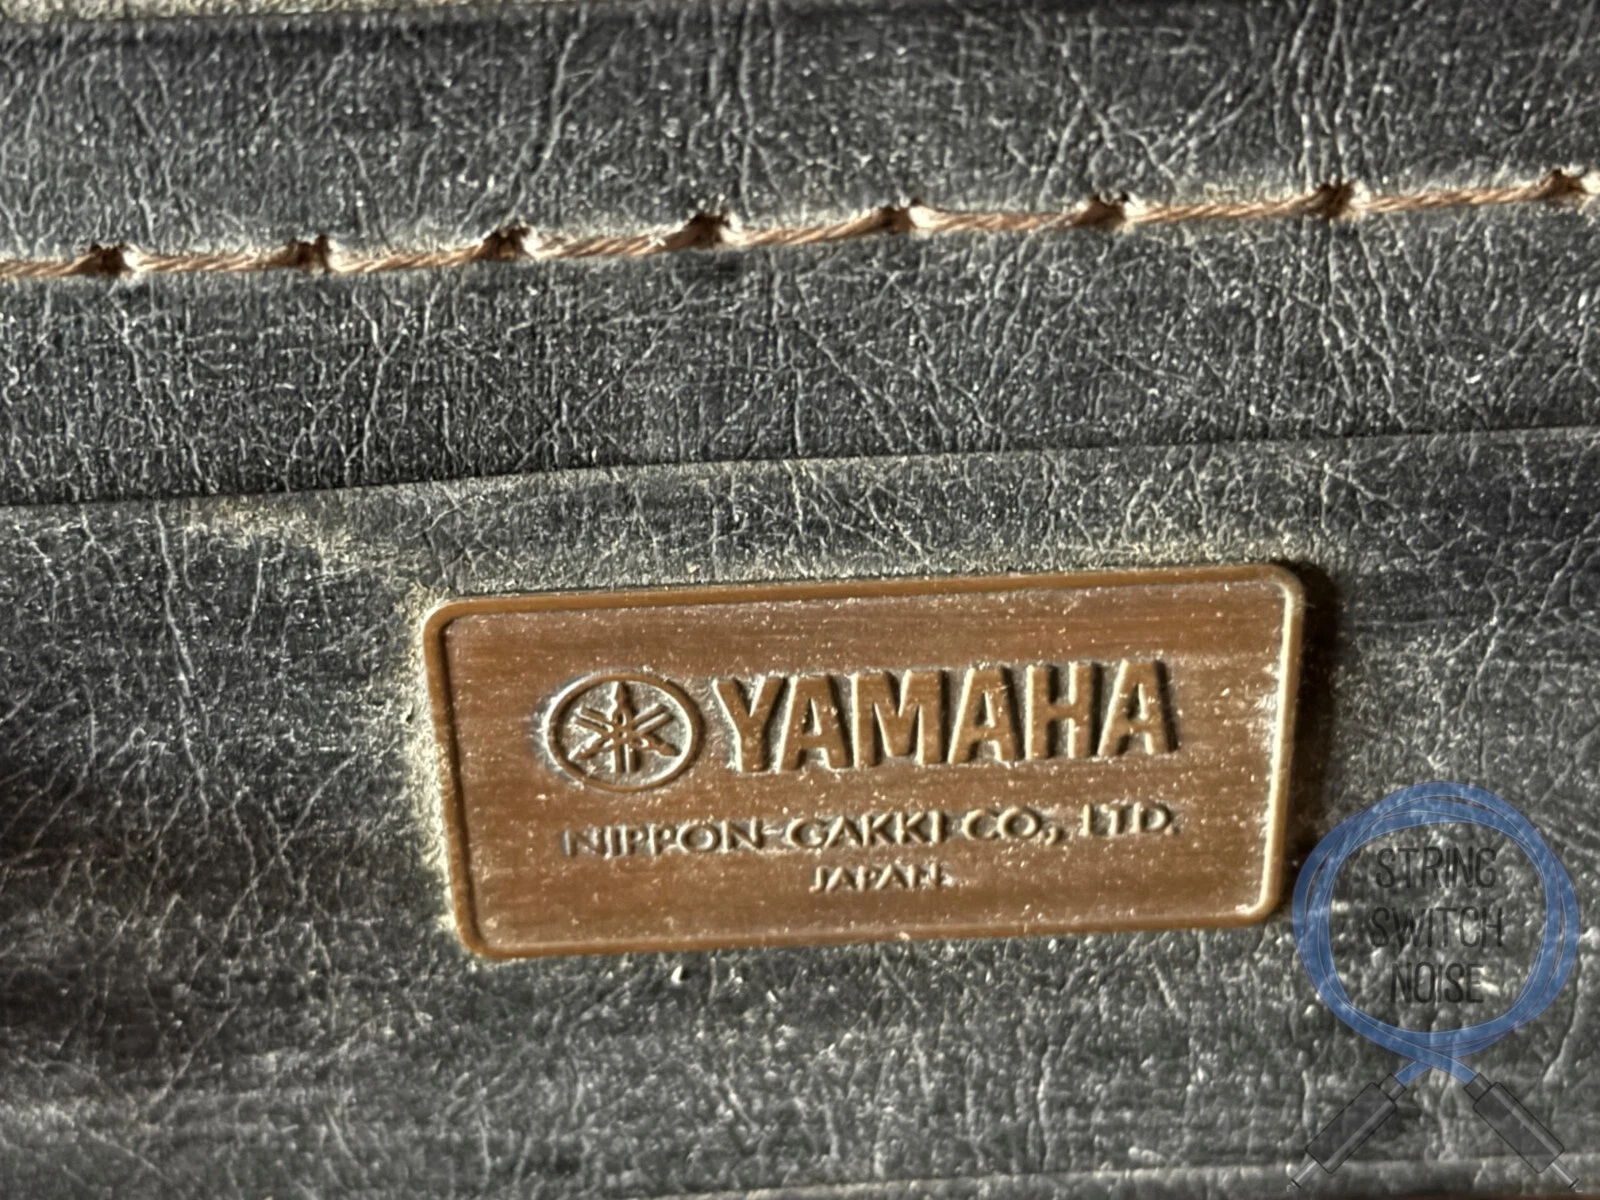 YAMAHA
NIPPON-GAKKI CO., LTD.
JAPAN
STRING
SWITCH
NOISE